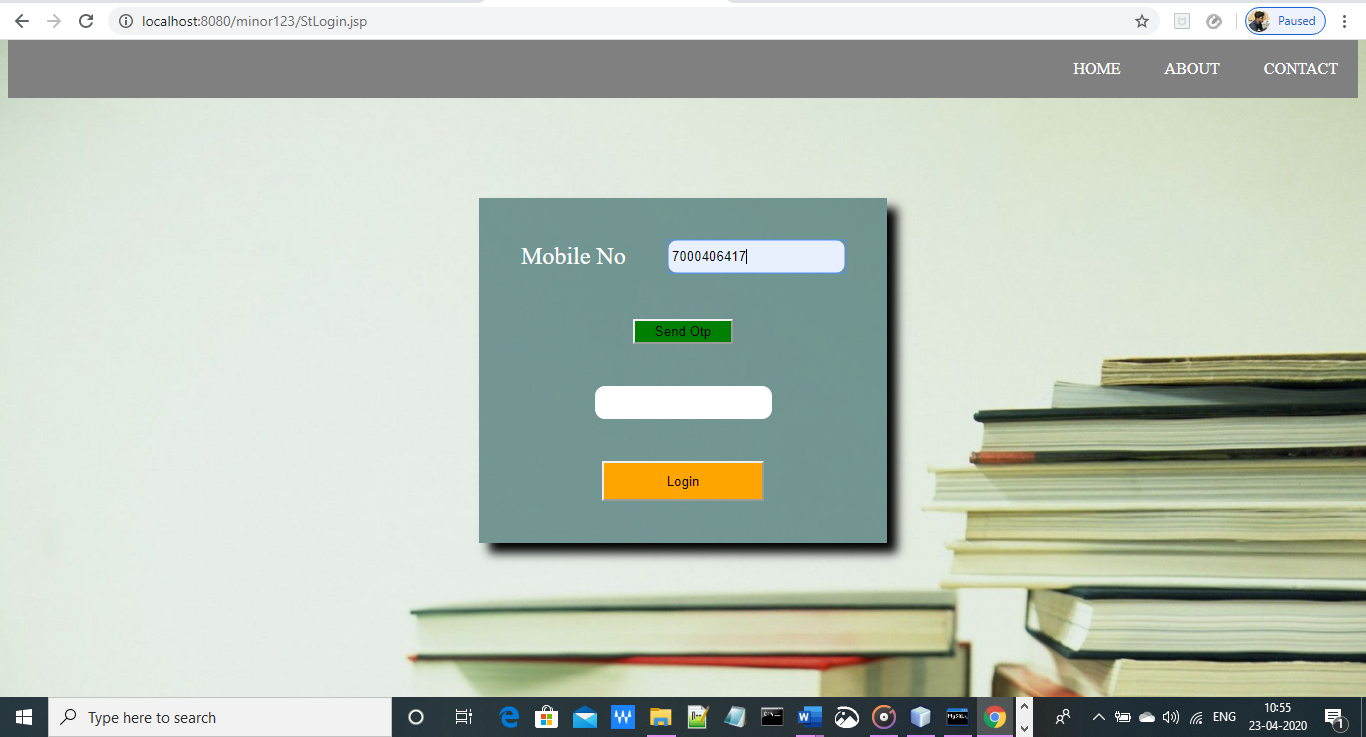 localhost:8080/minor123/StLogin.jsp
Paused
HOME ABOUT CONTACT
Mobile No 7000406417
Send Otp
Login
Type here to search
W
W
ENG
10:55
23-04-2020
1